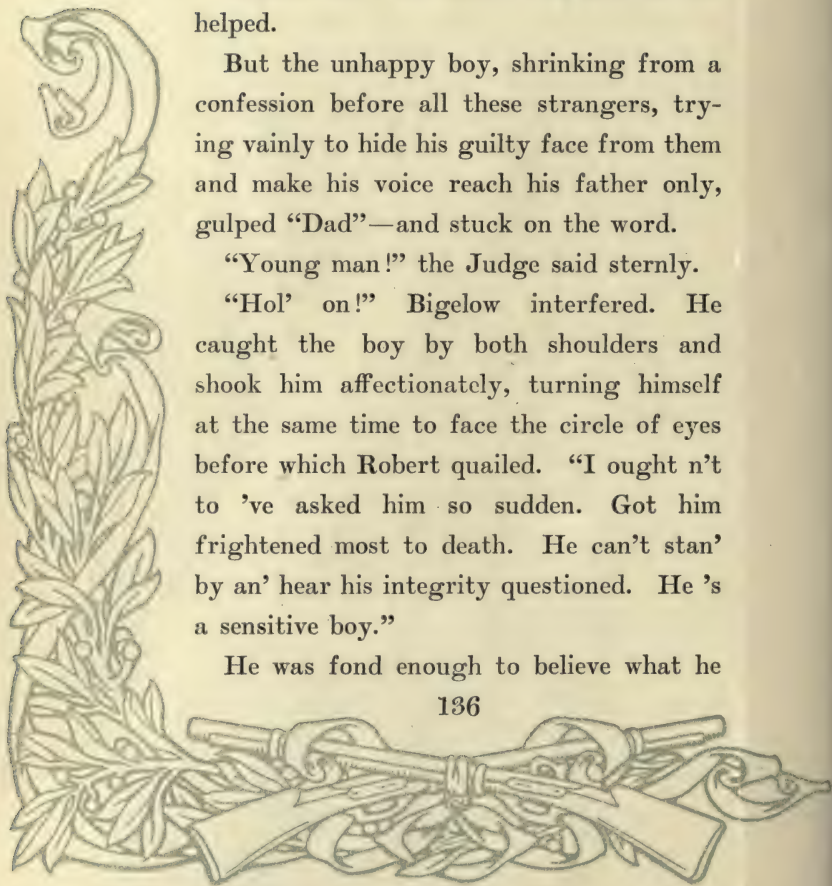 helped.
But the unhappy boy, shrinking from a
confession before all these strangers, try-
ing vainly to hide his guilty face from them
and make his voice reach his father only,
gulped “Dad”—and stuck on the word.
“Young man!” the Judge said sternly.
“Hol’ on!” Bigelow interfered. He
caught the boy by both shoulders and
shook him affectionately, turning himself
at the same time to face the circle of eyes
before which Robert quailed. “I ought n’t
to ’ve asked him so sudden. Got him
frightened most to death. He can’t stan’
by an’ hear his integrity questioned. He ’s
a sensitive boy.”
He was fond enough to believe what he
136